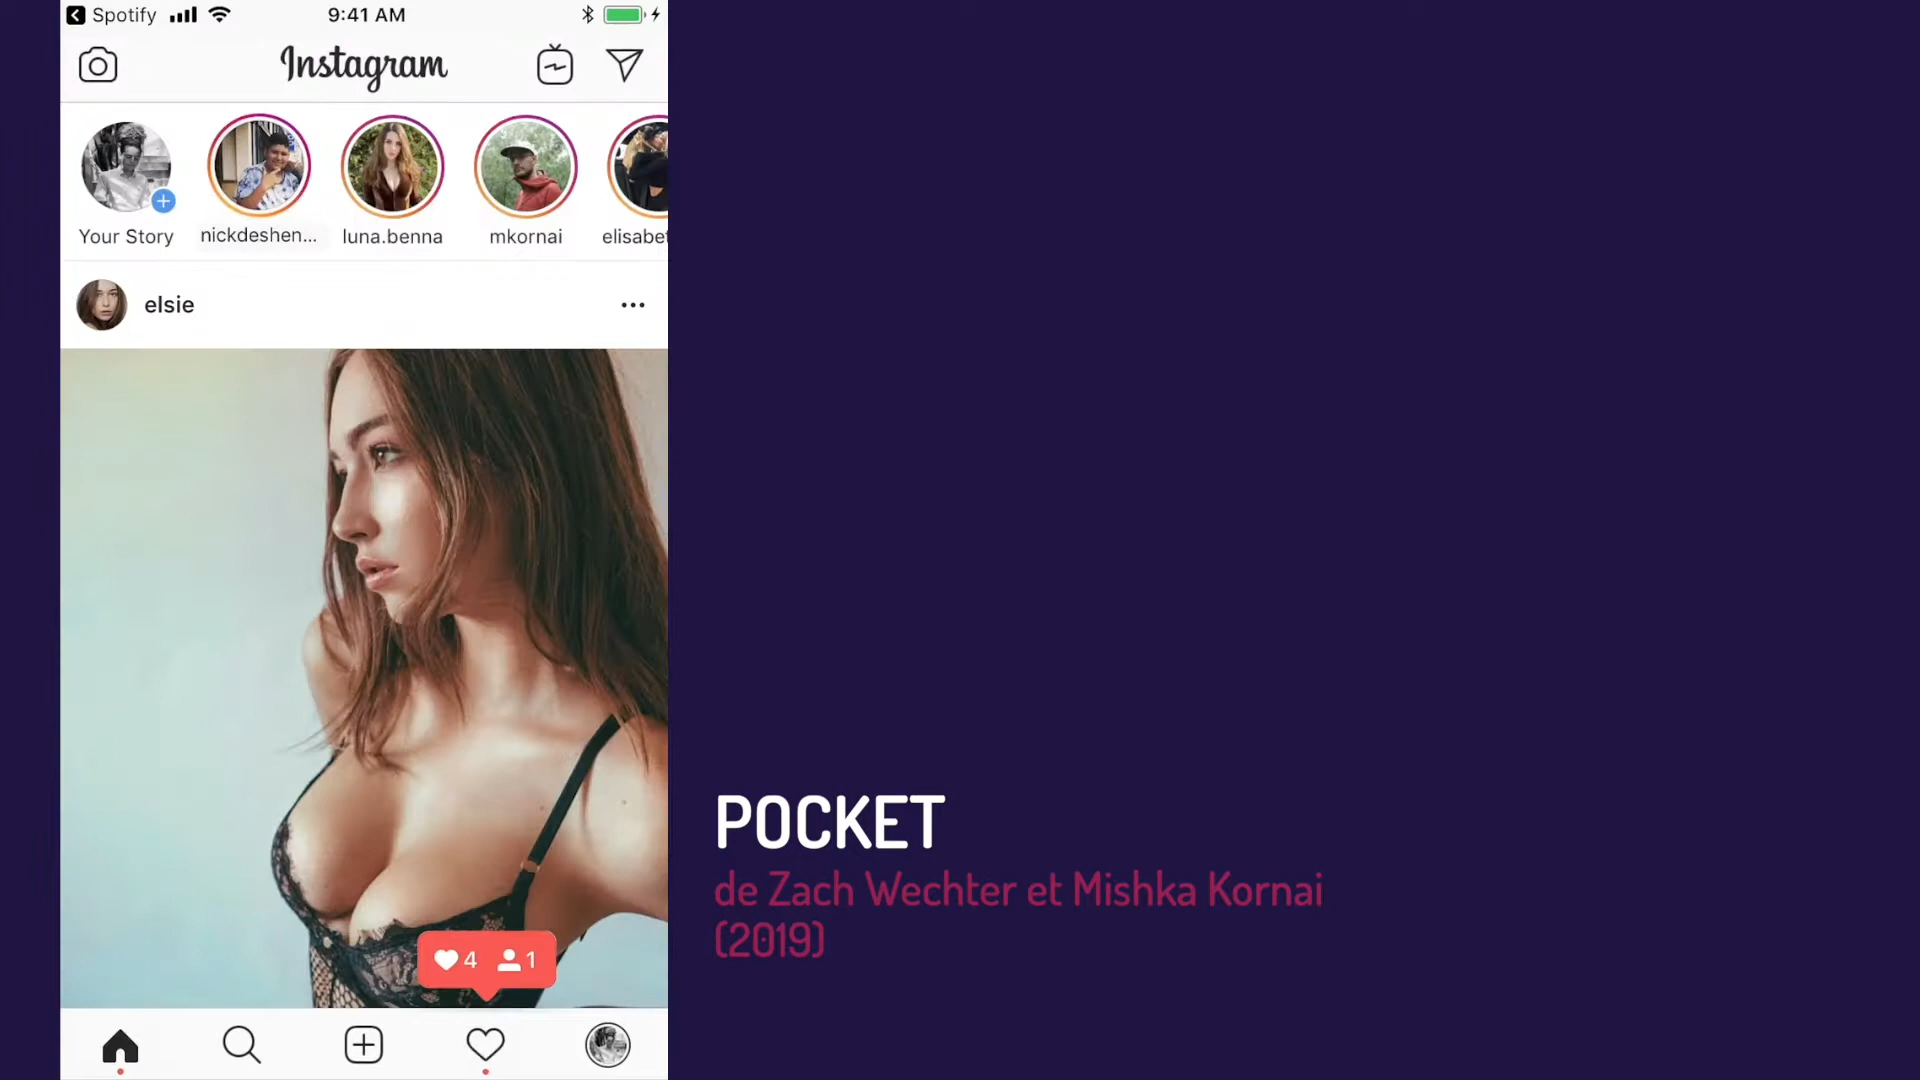 Spotify
9:41 AM
Instagram
Your Story
nickdeshen...
luna.benna
mkornai
elisabet
elsie
4 1
POCKET
de Zach Wechter et Mishka Kornai
(2019)